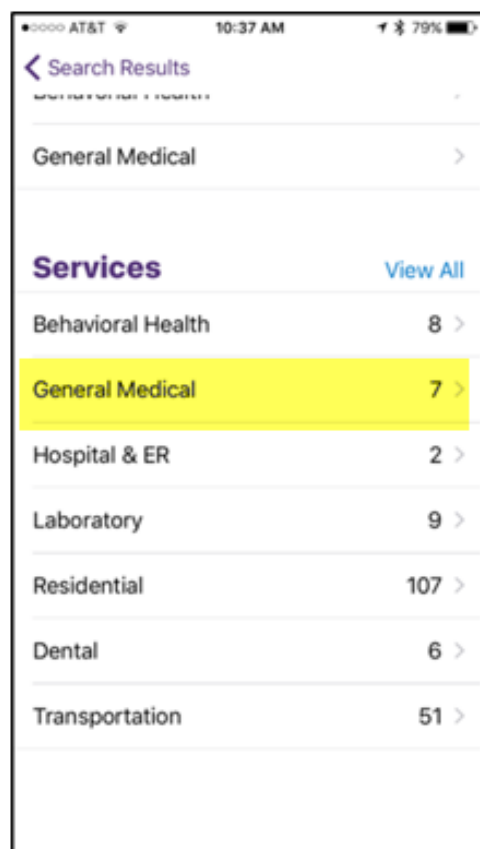 AT&T 10:37 AM 79%
Search Results
General Medical
Services View All
Behavioral Health 8
General Medical 7
Hospital & ER 2
Laboratory 9
Residential 107
Dental 6
Transportation 51